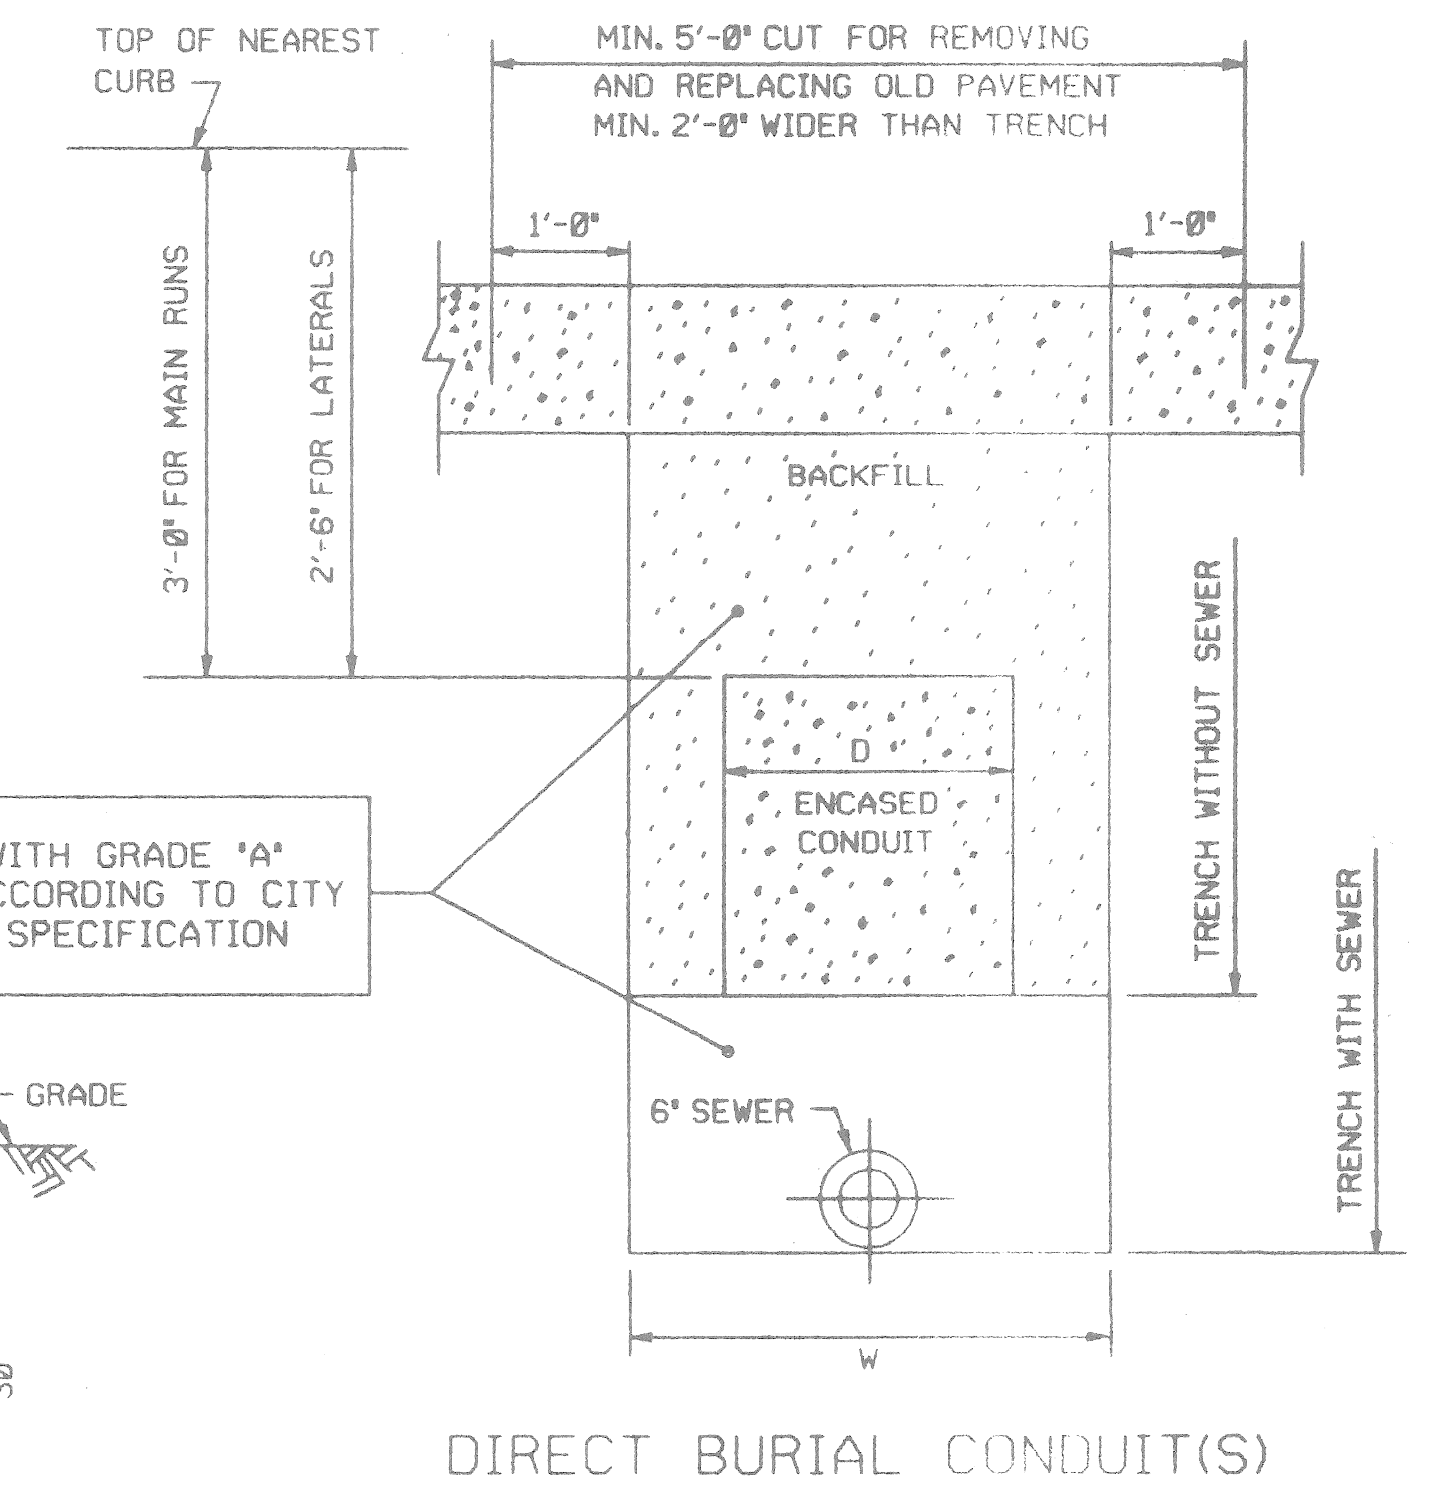 TOP OF NEAREST
CURB
MIN. 5'-0" CUT FOR REMOVING
AND REPLACING OLD PAVEMENT
MIN. 2'-0" WIDER THAN TRENCH
1'-0"
1'-0"
3'-0" FOR MAIN RUNS
2'-6" FOR LATERALS
BACKFILL
TRENCH WITHOUT SEWER
D
ENCASED
CONDUIT
WITH GRADE "A"
CCORDING TO CITY
SPECIFICATION
TRENCH WITH SEWER
GRADE
6" SEWER
W
DIRECT BURIAL CONDUIT(S)